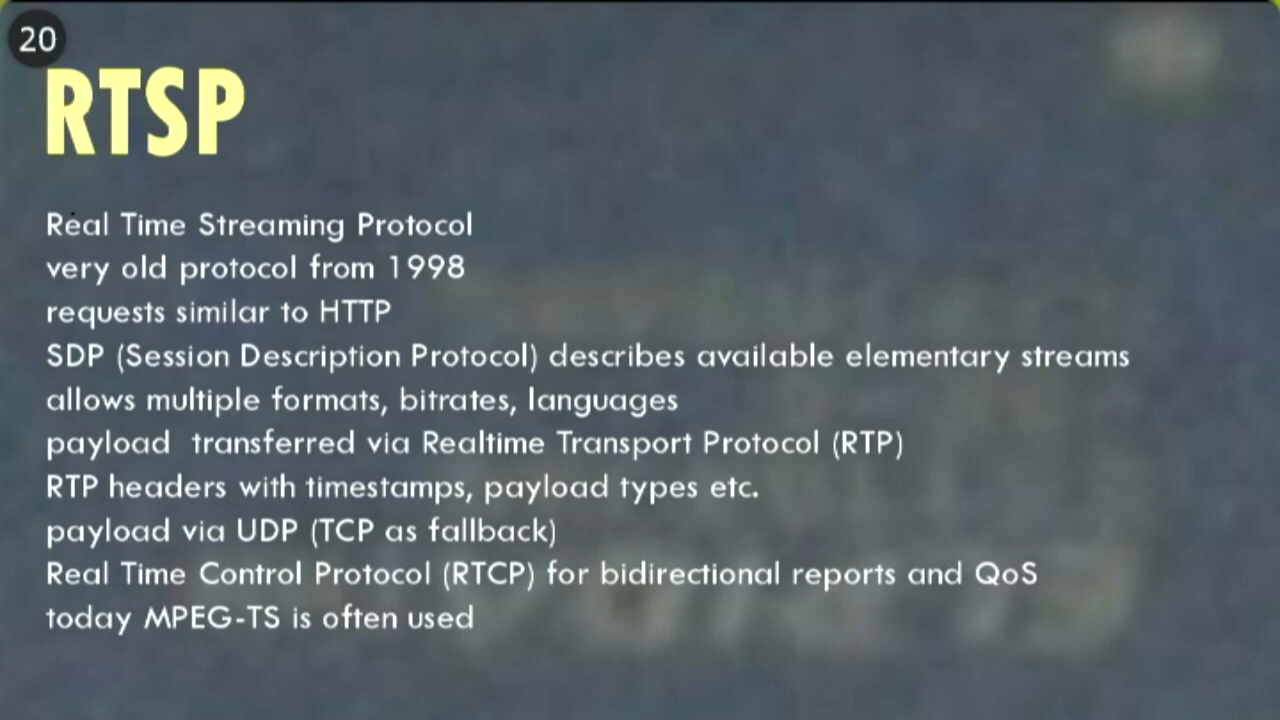 20
RTSP
Real Time Streaming Protocol
very old protocol from 1998
requests similar to HTTP
SDP (Session Description Protocol) describes available elementary streams
allows multiple formats, bitrates, languages
payload  transferred via Realtime Transport Protocol (RTP)
RTP headers with timestamps, payload types etc.
payload via UDP (TCP as fallback)
Real Time Control Protocol (RTCP) for bidirectional reports and QoS
today MPEG-TS is often used